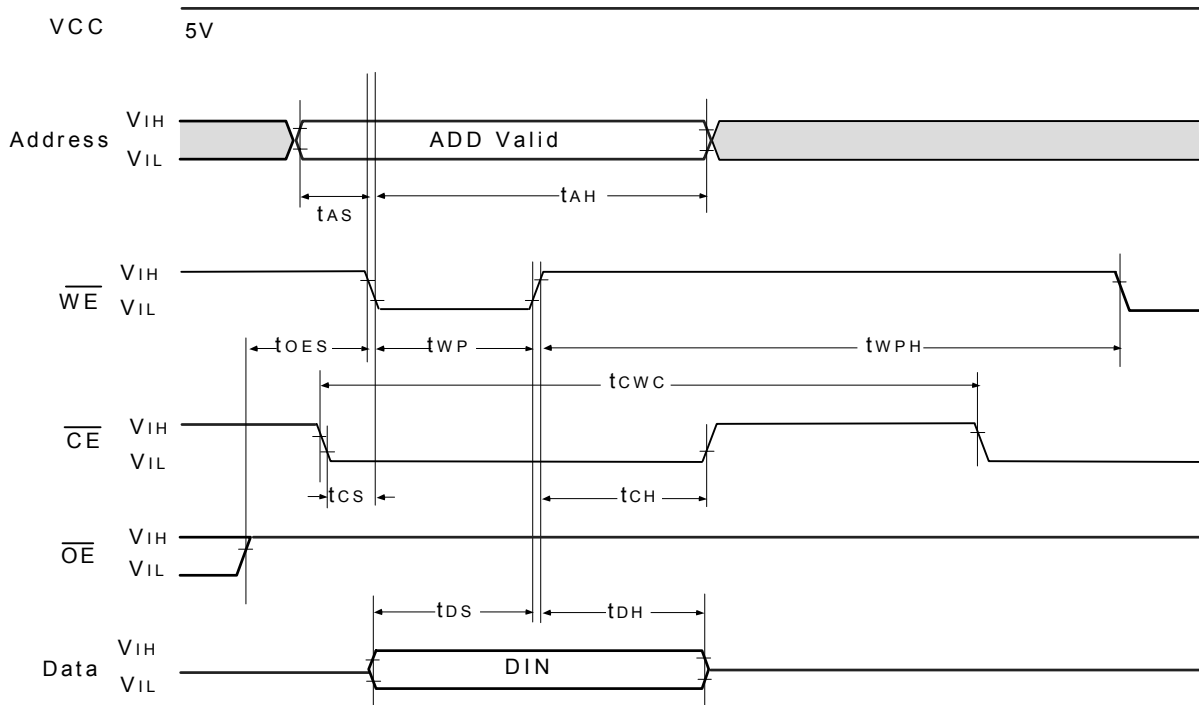 VCC 5V
VIH
Address ADD Valid
VIL
tAH
tAS
VIH
WE VIL
tOES tWP tWPH
tCWC
CE VIH
VIL
tCS tCH
OE VIH
VIL
tDS tDH
VIH
Data DIN
VIL